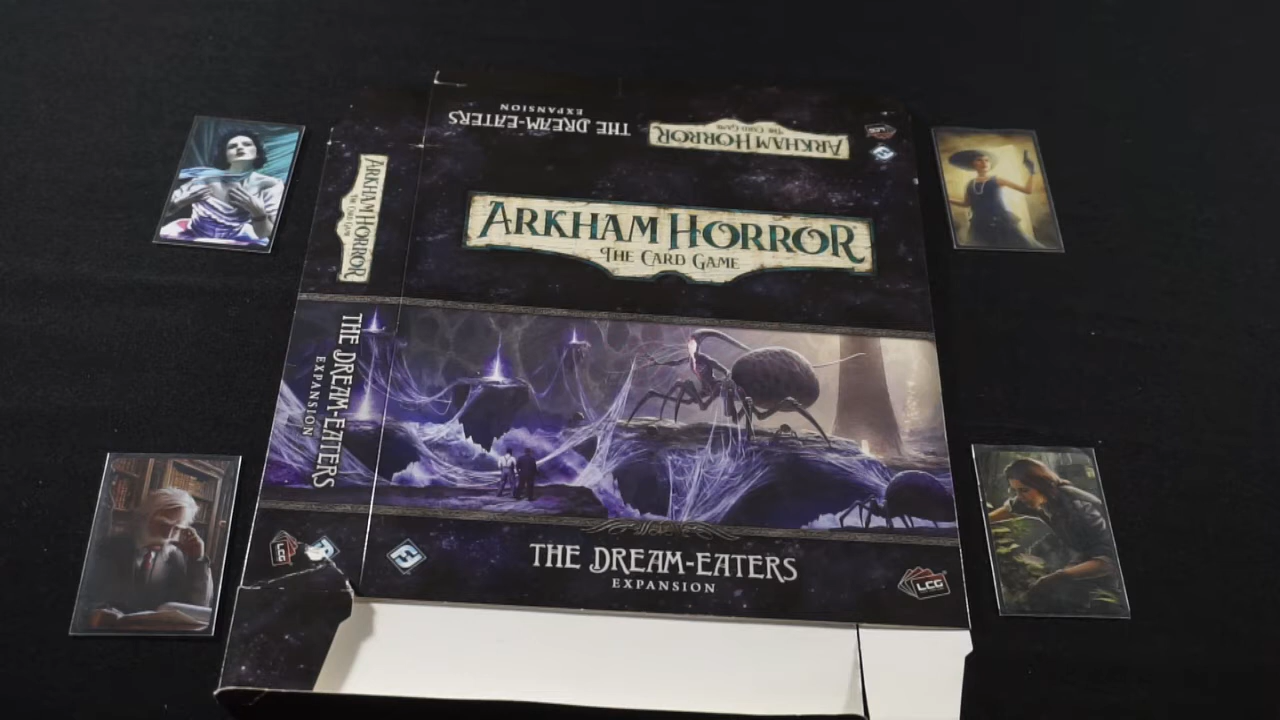 THE DREAM-EATERS
EXPANSION
ARKHAM HORROR
THE CARD GAME
LCG
ARKHAM HORROR
THE CARD GAME
THE DREAM-EATERS
EXPANSION
LCG
ARKHAM HORROR
THE CARD GAME
THE DREAM-EATERS
EXPANSION
LCG